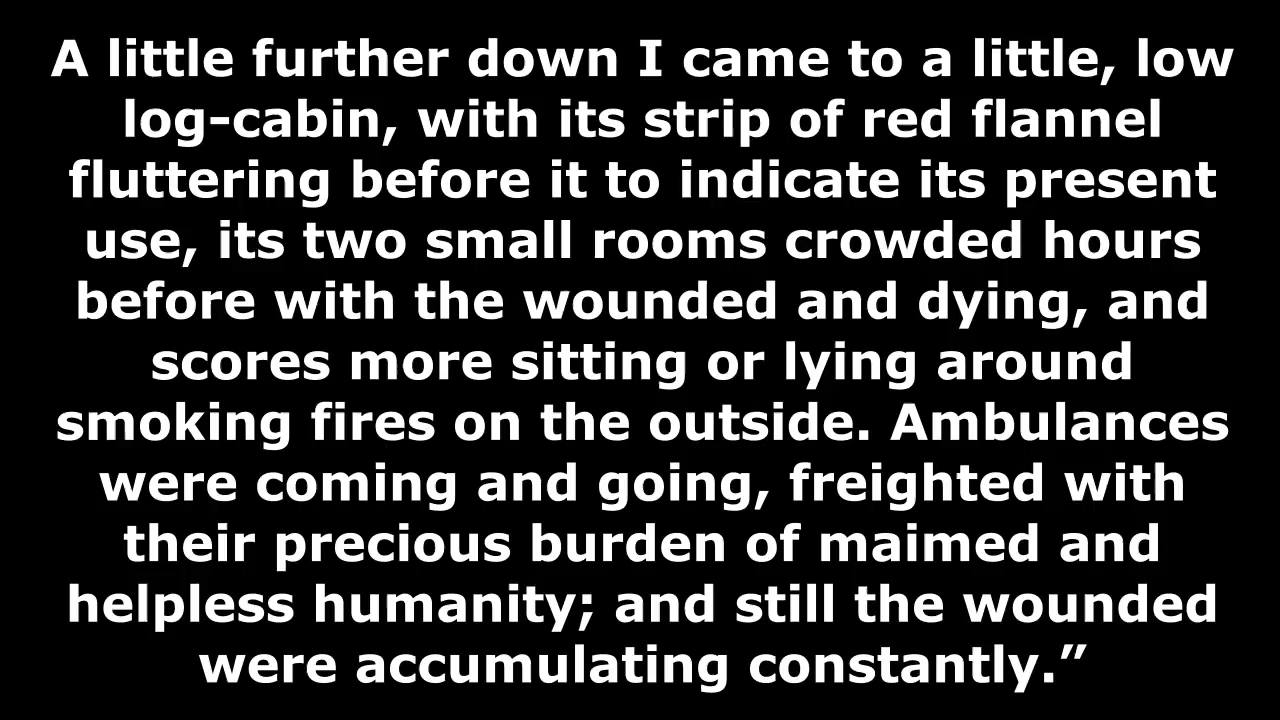 A little further down I came to a little, low
log-cabin, with its strip of red flannel
fluttering before it to indicate its present
use, its two small rooms crowded hours
before with the wounded and dying, and
scores more sitting or lying around
smoking fires on the outside. Ambulances
were coming and going, freighted with
their precious burden of maimed and
helpless humanity; and still the wounded
were accumulating constantly.”